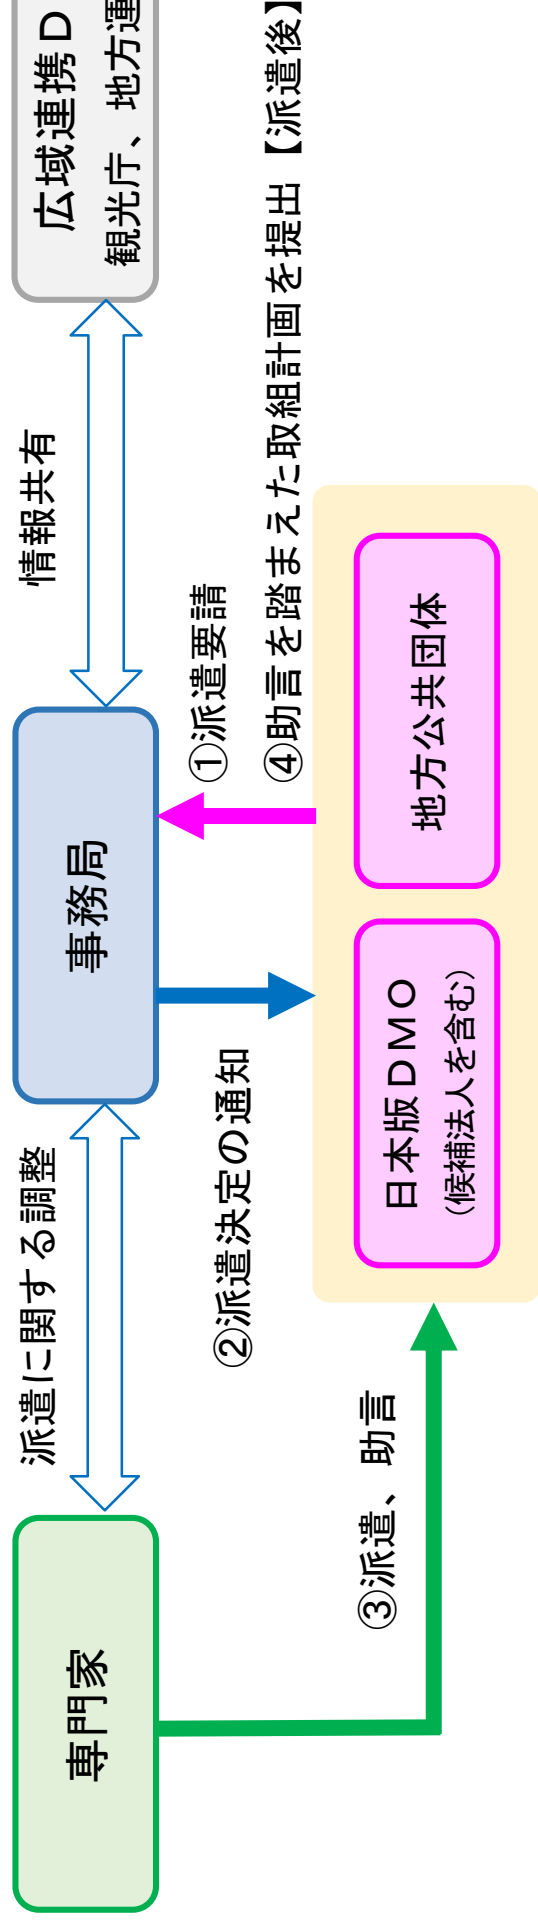 専門家
派遣に関する調整
事務局
情報共有
広域連携D
観光庁、地方運
①派遣要請
④助言を踏まえた取組計画を提出【派遣後】
②派遣決定の通知
③派遣、助言
日本版DMO
（候補法人を含む）
地方公共団体